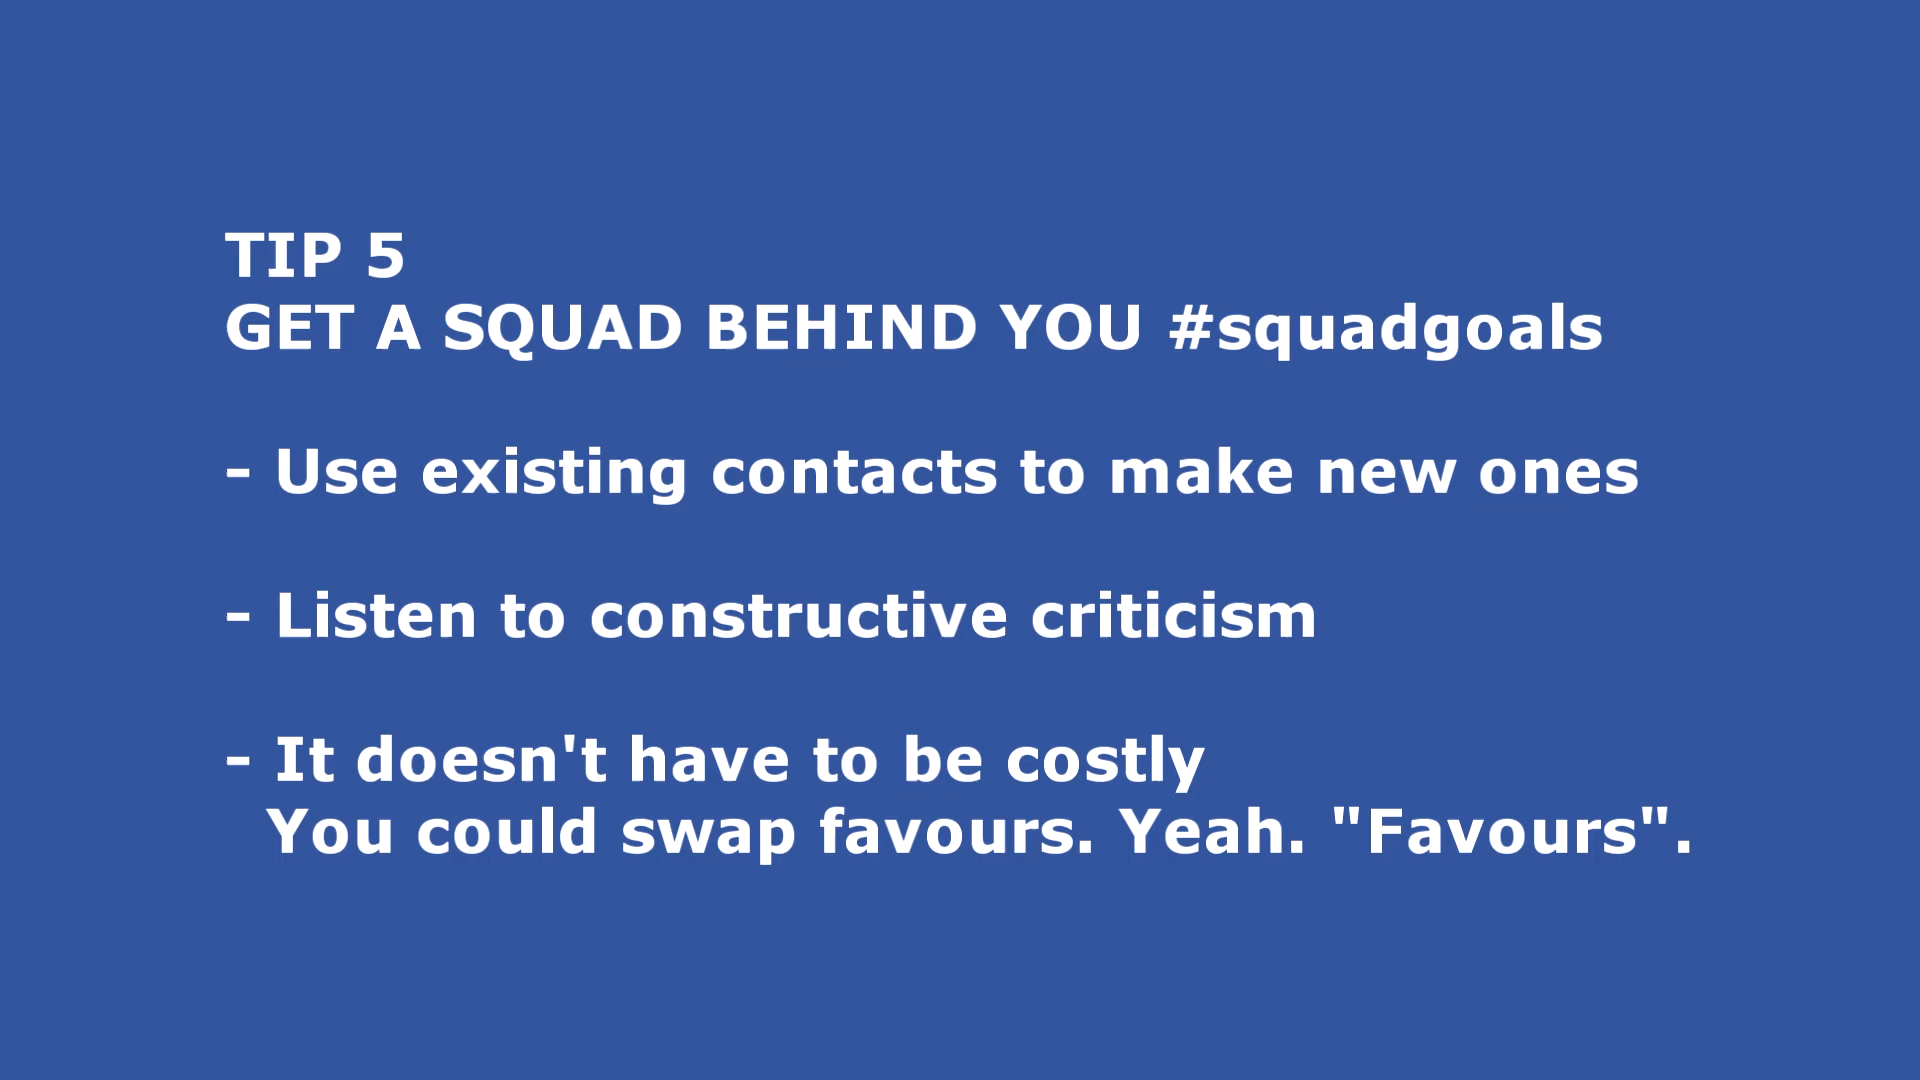 TIP 5
GET A SQUAD BEHIND YOU #squadgoals
- Use existing contacts to make new ones
- Listen to constructive criticism
- It doesn't have to be costly
You could swap favours. Yeah. "Favours".